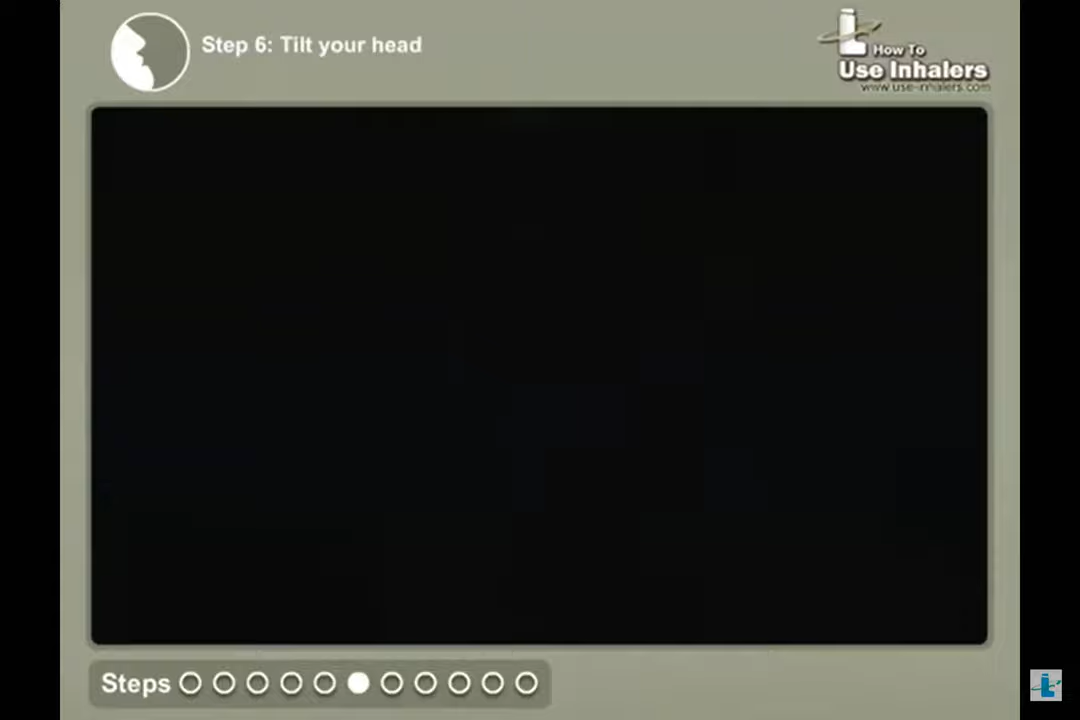 Step 6: Tilt your head
How To
Use Inhalers
www.use-inhalers.com
Steps